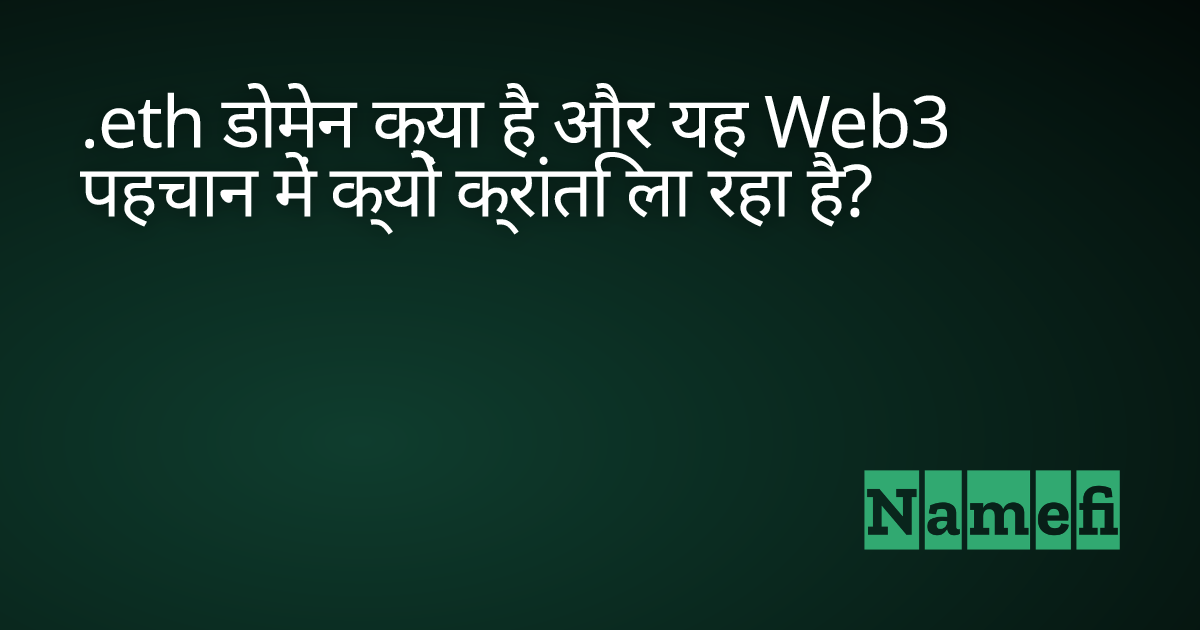 .eth डोमेन क्या है और यह Web3
पहचान में क्यों क्रांति ला रहा है?
Namefi